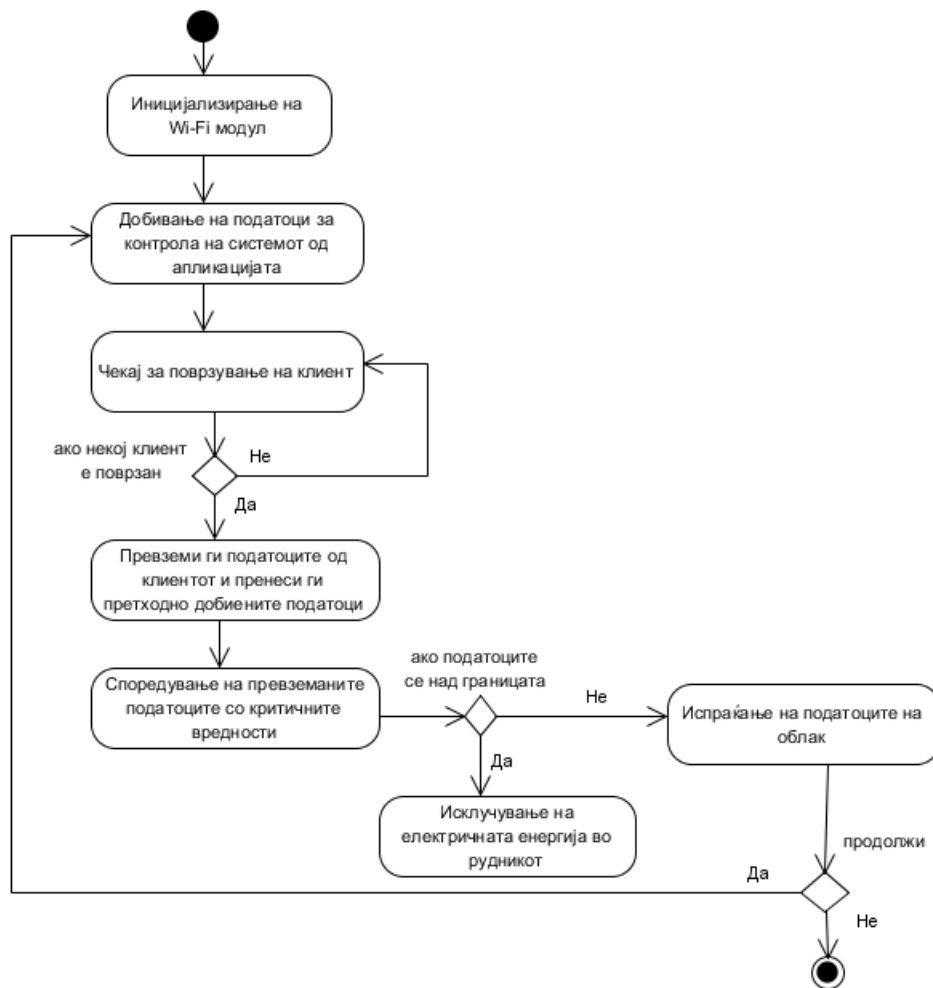 Иницијализирање на
Wi-Fi модул
Добивање на податоци за
контрола на системот од
апликацијата
Чекај за поврзување на клиент
ако некој клиент
е поврзан
Не
Да
Превземи ги податоците од
клиентот и пренеси ги
претходно добиените податоци
Споредување на превземаните
податоците со критичните
вредности
ако податоците
се над границата
Не
Да
Испраќање на податоците на
облак
Исклучување на
електричната енергија во
рудникот
продолжи
Да
Не